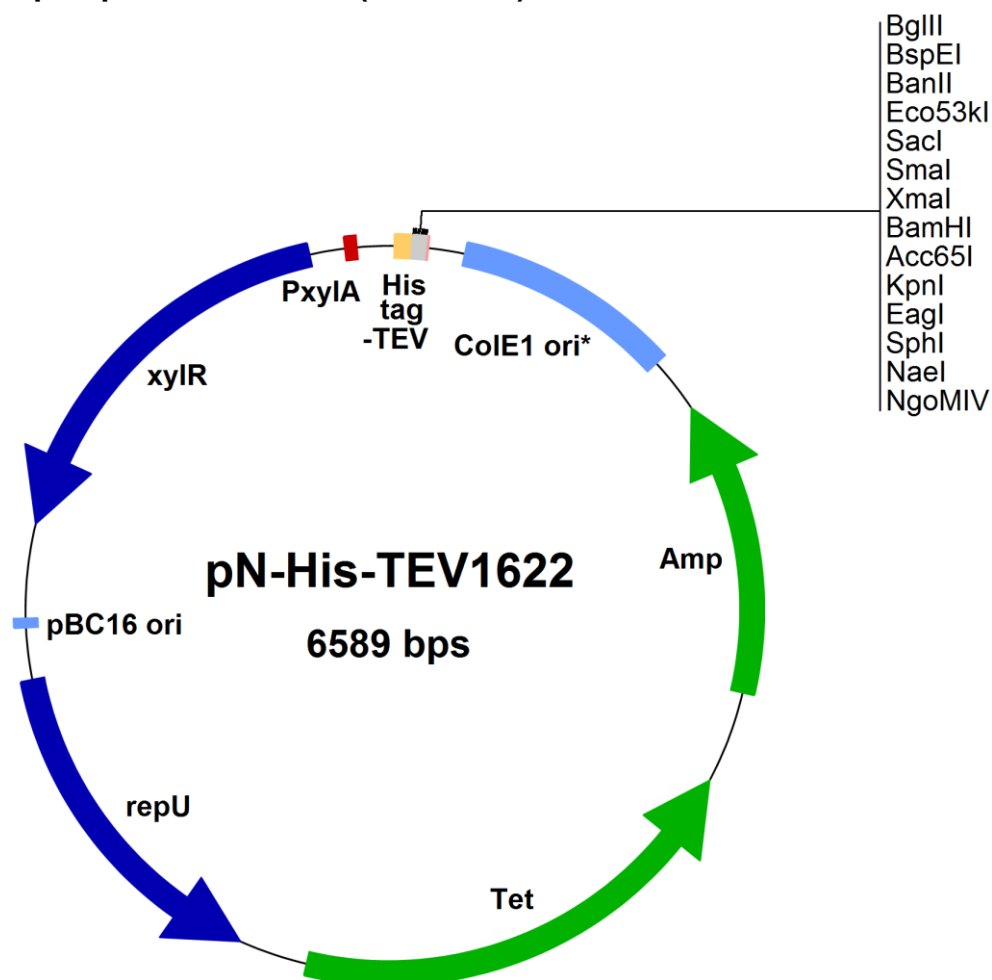 BglII
BspEI
BanII
Eco53kI
SacI
SmaI
XmaI
BamHI
Acc65I
KpnI
EagI
SphI
NaeI
NgoMIV
PxylA
His
tag
-TEV
ColE1 ori*
xylR
Amp
pN-His-TEV1622
6589 bps
pBC16 ori
repU
Tet